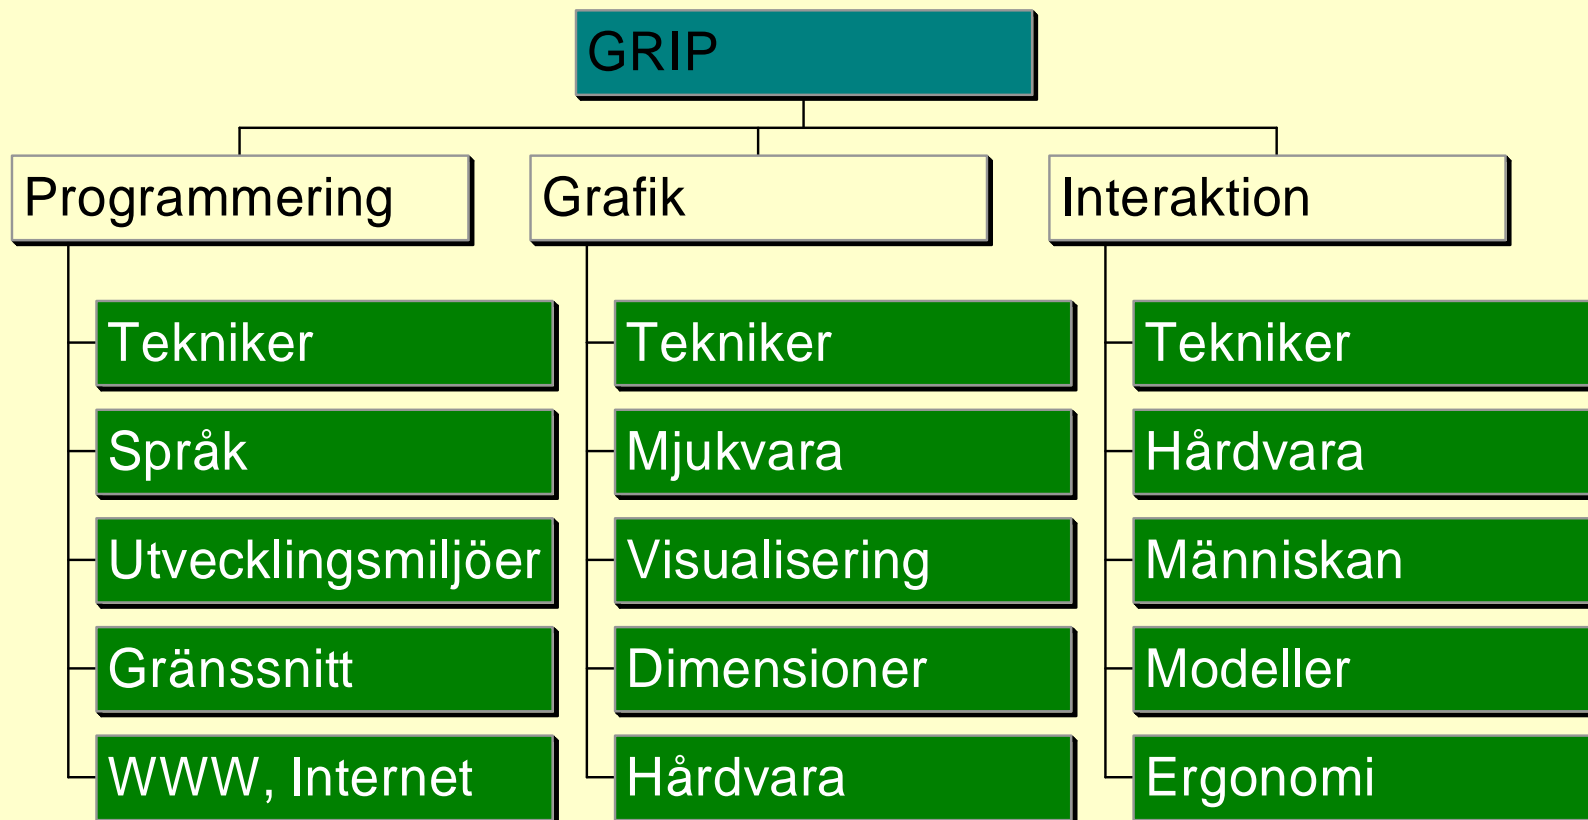 GRIP
Programmering
Grafik
Interaktion
Tekniker
Språk
Utvecklingsmiljöer
Gränssnitt
WWW, Internet
Tekniker
Mjukvara
Visualisering
Dimensioner
Hårdvara
Tekniker
Hårdvara
Människan
Modeller
Ergonomi